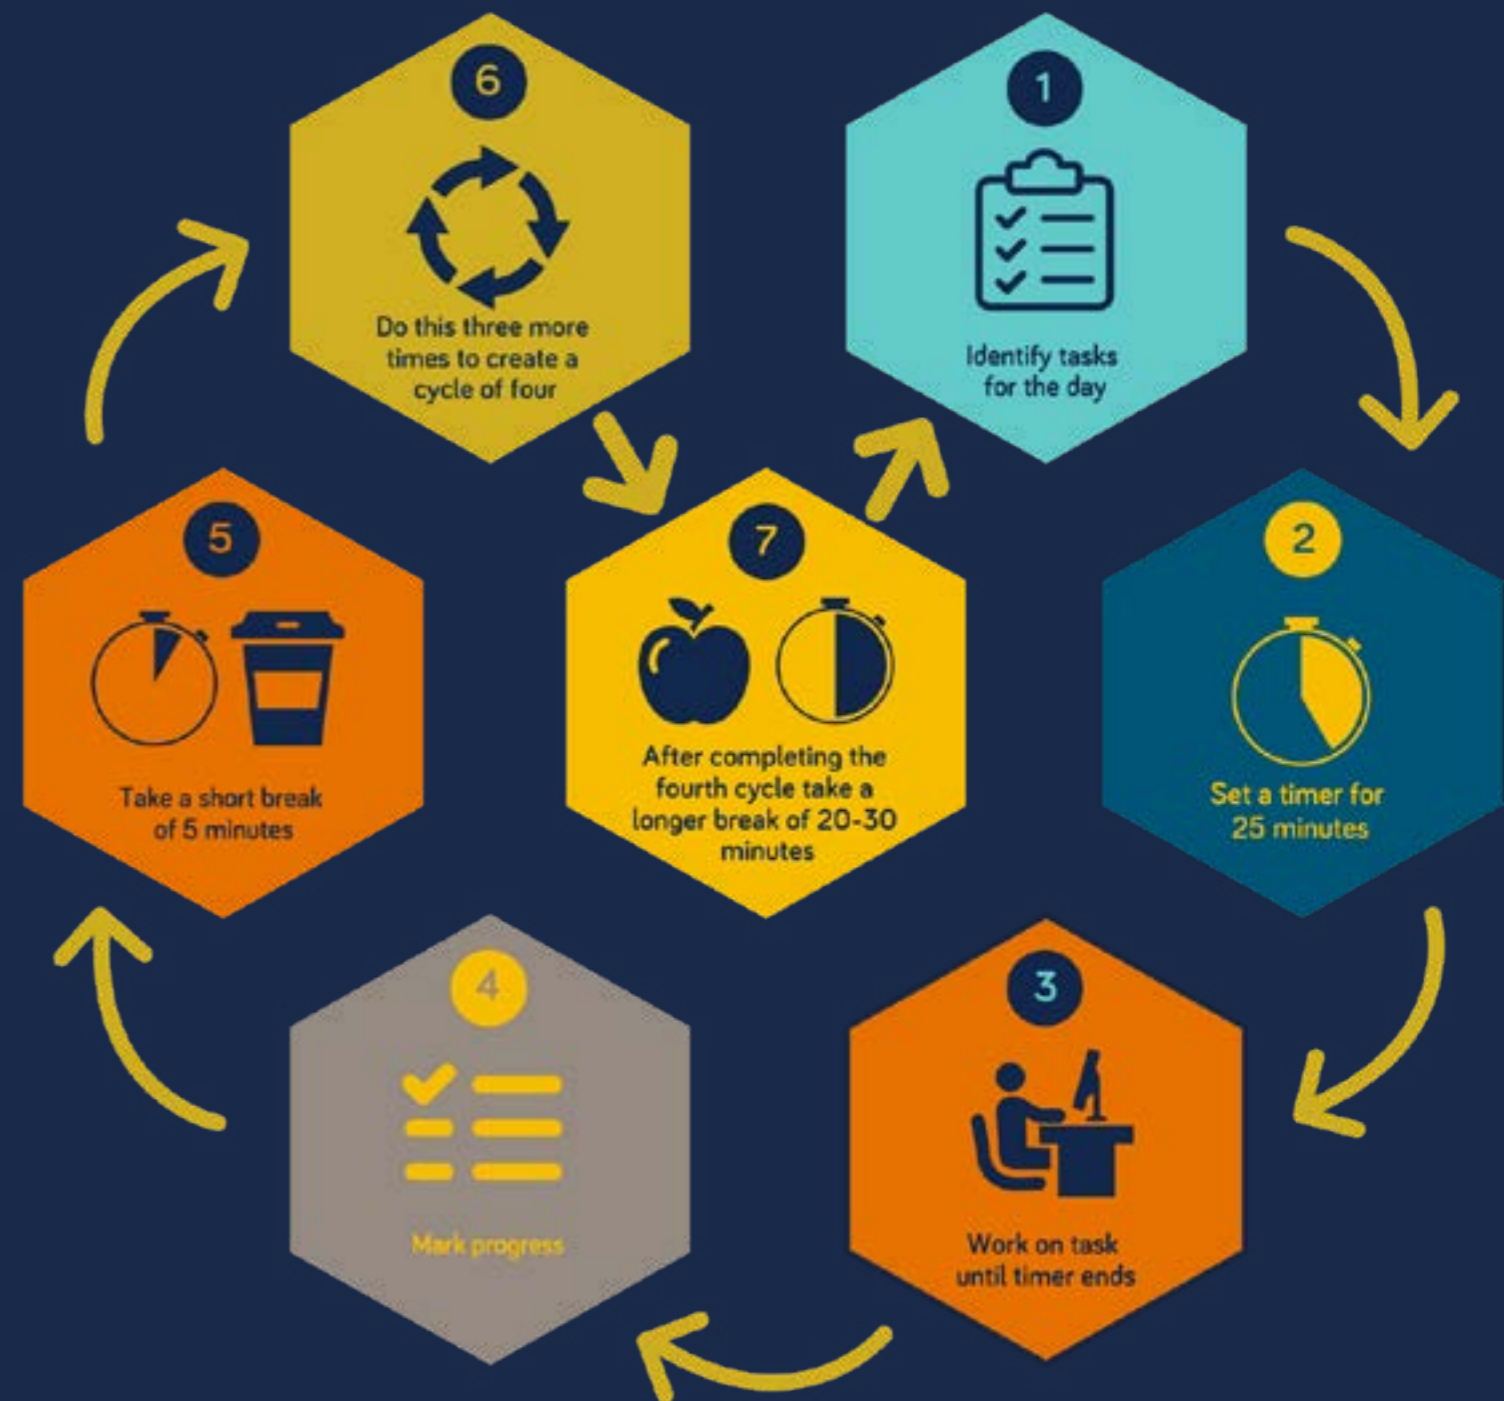 1
Identify tasks
for the day
2
Set a timer for
25 minutes
3
Work on task
until timer ends
4
Mark progress
5
Take a short break
of 5 minutes
6
Do this three more
times to create a
cycle of four
7
After completing the
fourth cycle take a
longer break of 20-30
minutes